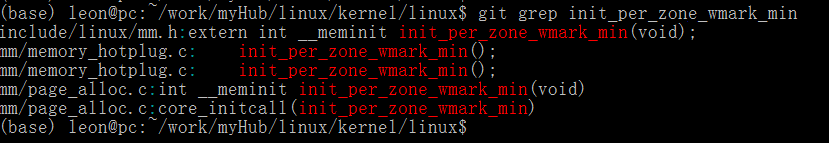 (base) leon@pc:~/work/myHub/linux/kernel/linux$ git grep init_per_zone_wmark_min
include/linux/mm.h:extern int __meminit init_per_zone_wmark_min(void);
mm/memory_hotplug.c:    init_per_zone_wmark_min();
mm/memory_hotplug.c:    init_per_zone_wmark_min();
mm/page_alloc.c:int __meminit init_per_zone_wmark_min(void)
mm/page_alloc.c:core_initcall(init_per_zone_wmark_min)
(base) leon@pc:~/work/myHub/linux/kernel/linux$